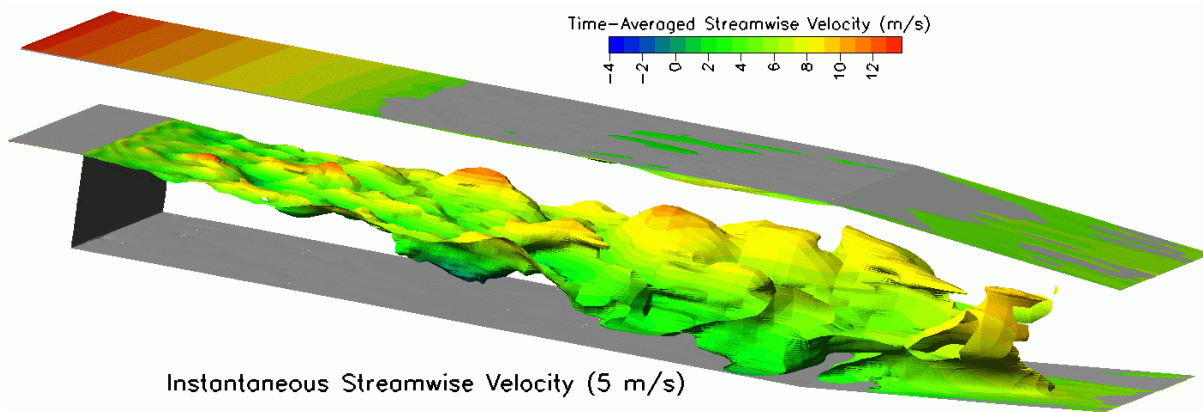 Time-Averaged Streamwise Velocity (m/s)
-4 -2 0 2 4 6 8 10 12
Instantaneous Streamwise Velocity (5 m/s)